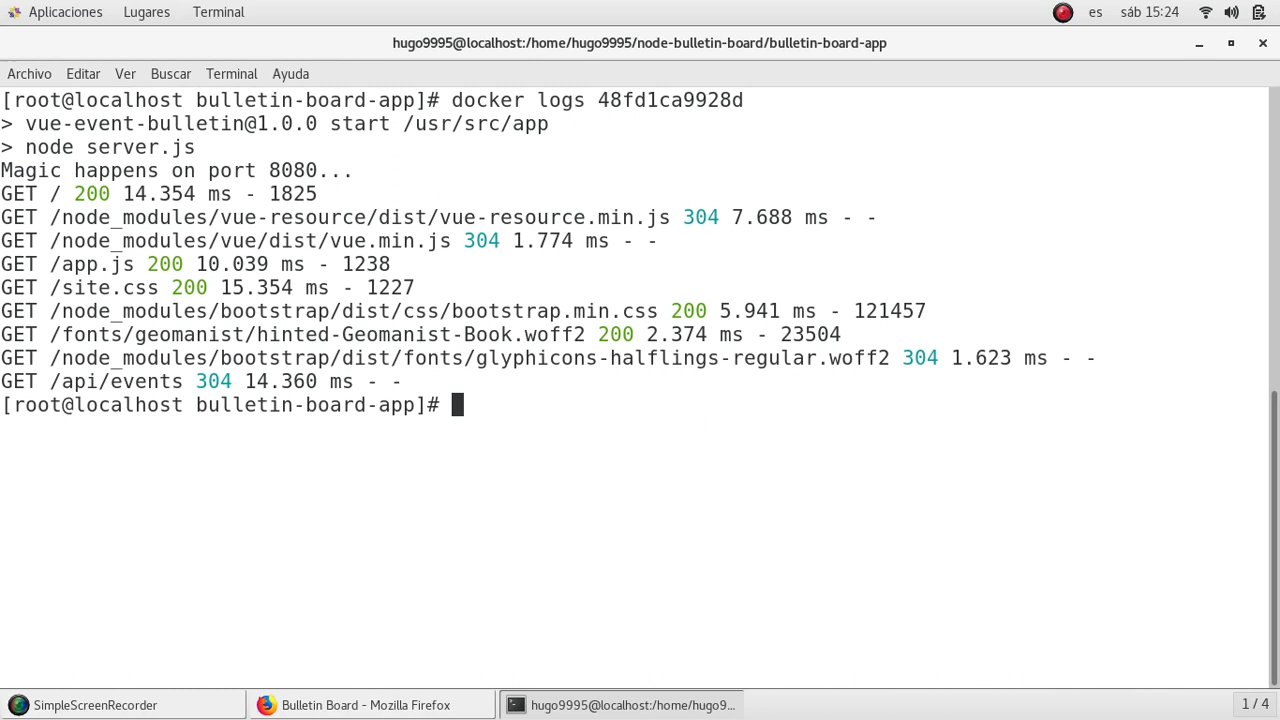 Aplicaciones Lugares Terminal es sáb 15:24
hugo9995@localhost:/home/hugo9995/node-bulletin-board/bulletin-board-app
Archivo Editar Ver Buscar Terminal Ayuda
[root@localhost bulletin-board-app]# docker logs 48fd1ca9928d
> vue-event-bulletin@1.0.0 start /usr/src/app
> node server.js
Magic happens on port 8080...
GET / 200 14.354 ms - 1825
GET /node_modules/vue-resource/dist/vue-resource.min.js 304 7.688 ms - -
GET /node_modules/vue/dist/vue.min.js 304 1.774 ms - -
GET /app.js 200 10.039 ms - 1238
GET /site.css 200 15.354 ms - 1227
GET /node_modules/bootstrap/dist/css/bootstrap.min.css 200 5.941 ms - 121457
GET /fonts/geomanist/hinted-Geomanist-Book.woff2 200 2.374 ms - 23504
GET /node_modules/bootstrap/dist/fonts/glyphicons-halflings-regular.woff2 304 1.623 ms - -
GET /api/events 304 14.360 ms - -
[root@localhost bulletin-board-app]#
SimpleScreenRecorder Bulletin Board - Mozilla Firefox hugo9995@localhost:/home/hugo9... 1 / 4